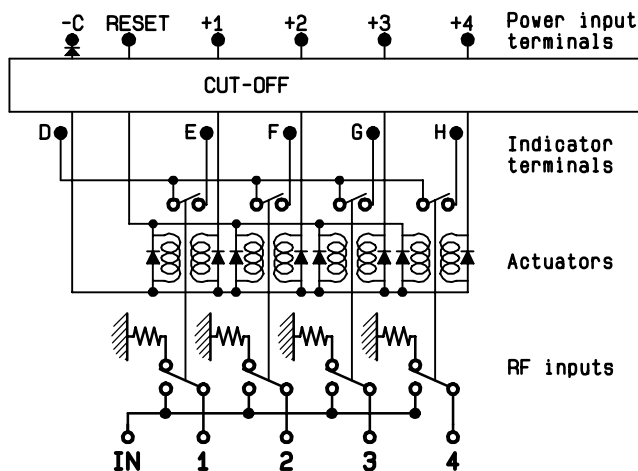 -C RESET +1 +2 +3 +4 Power input
terminals
CUT-OFF
D E F G H Indicator
terminals
Actuators
RF inputs
IN 1 2 3 4